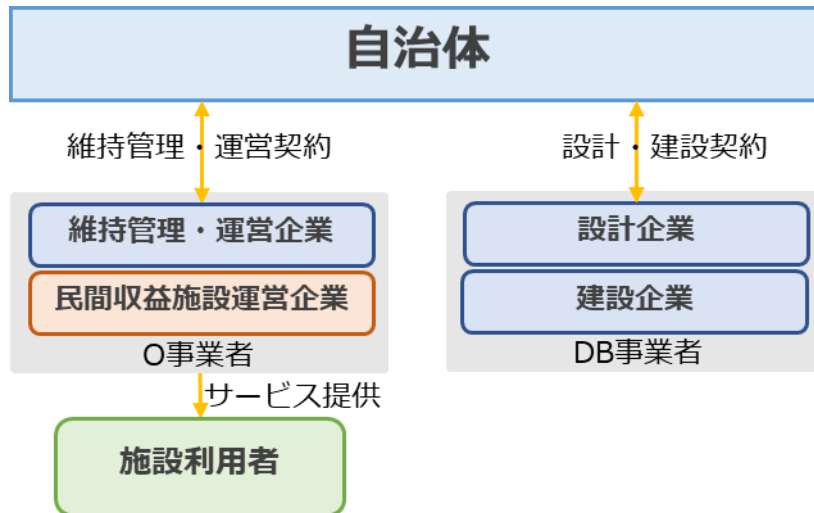 自治体
維持管理・運営契約
設計・建設契約
維持管理・運営企業
民間収益施設運営企業
O事業者
設計企業
建設企業
DB事業者
サービス提供
施設利用者